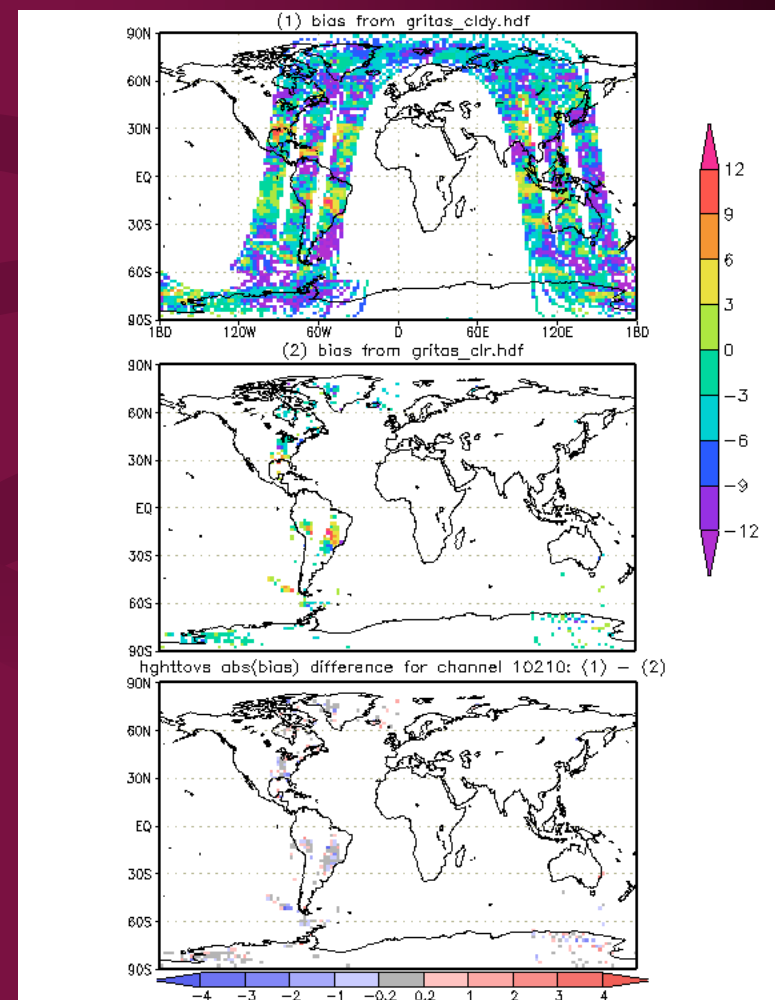 (1) bias from gritas_cldy.hdf
90N
60N
30N
EQ
30S
60S
90S
180 120W 60W 0 60E 120E 180
(2) bias from gritas_clr.hdf
90N
60N
30N
EQ
30S
60S
90S
hghttovs abs(bias) difference for channel 10210: (1) – (2)
90N
60N
30N
EQ
30S
60S
90S
−4 −3 −2 −1 −0.2 0.2 1 2 3 4
12
9
6
3
0
−3
−6
−9
−12